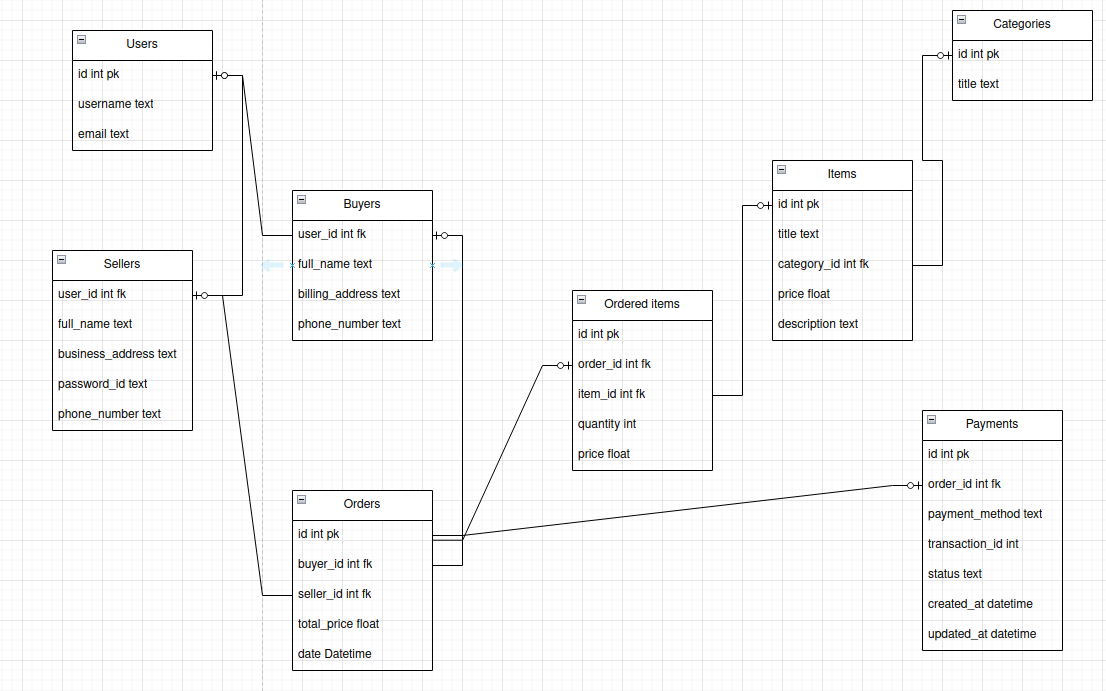 Users
id int pk
username text
email text
Sellers
user_id int fk
full_name text
business_address text
password_id text
phone_number text
Buyers
user_id int fk
full_name text
billing_address text
phone_number text
Orders
id int pk
buyer_id int fk
seller_id int fk
total_price float
date Datetime
Ordered items
id int pk
order_id int fk
item_id int fk
quantity int
price float
Items
id int pk
title text
category_id int fk
price float
description text
Categories
id int pk
title text
Payments
id int pk
order_id int fk
payment_method text
transaction_id int
status text
created_at datetime
updated_at datetime